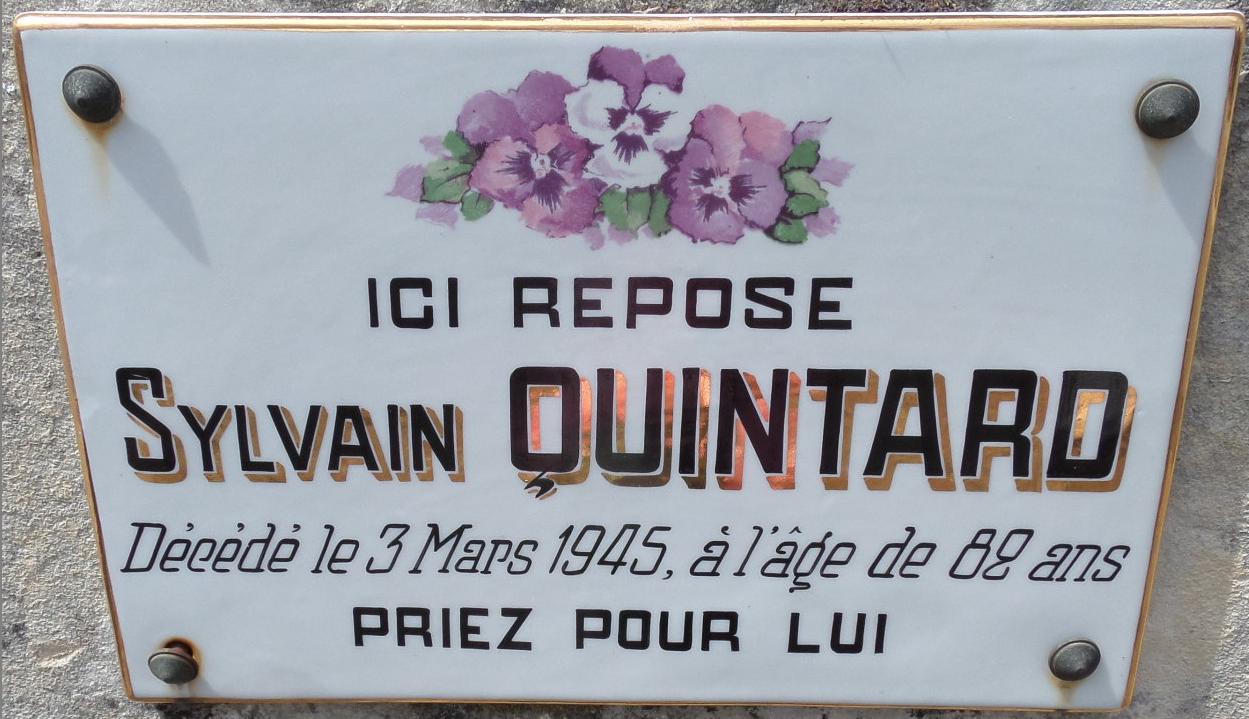 ICI REPOSE
SYLVAIN QUINTARD
Décédé le 3 Mars 1945, à l'âge de 82 ans
PRIEZ POUR LUI